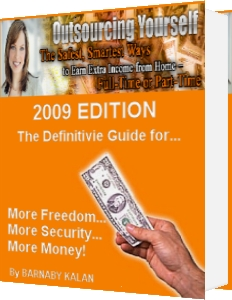 Outsourcing Yourself
The Safest, Smartest Ways
to Earn Extra Income from Home –
Full-Time or Part-Time
2009 EDITION
The Definitivie Guide for...
More Freedom...
More Security...
More Money!
By BARNABY KALAN